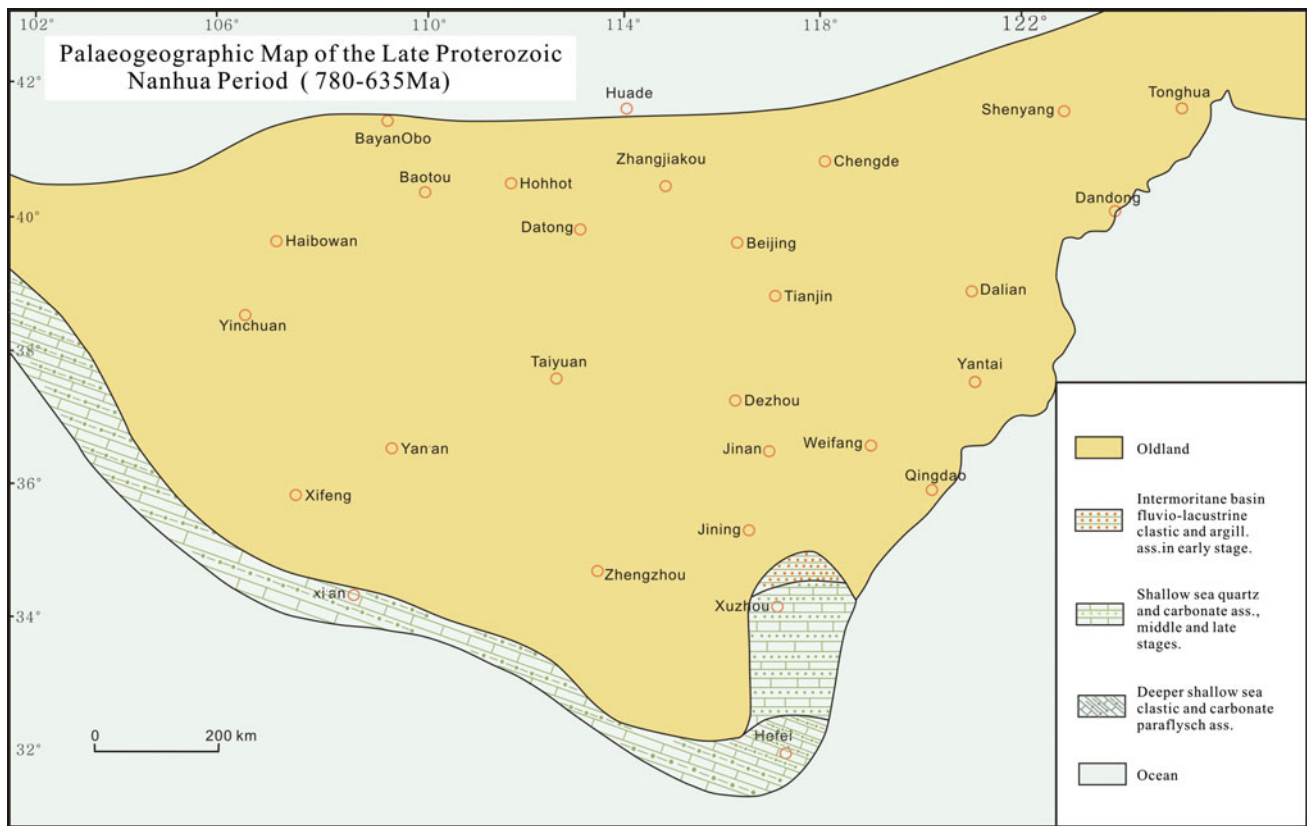 102° 106° 110° 114° 118° 122°
Palaeogeographic Map of the Late Proterozoic
Nanhua Period ( 780-635Ma)
42°
Huade
Tonghua
Shenyang
BayanObo
Zhangjiakou
Chengde
Baotou
Hohhot
Dandong
40°
Datong
Haibowan
Beijing
Tianjin
Dalian
Yinchuan
38°
Taiyuan
Yantai
Dezhou
Yan'an
Jinan
Weifang
Qingdao
36°
Xifeng
Jining
Zhengzhou
xi'an
Xuzhou
34°
Hefei
32°
0 200 km
Oldland
Intermoritane basin
fluvio-lacustrine
clastic and argill.
ass.in early stage.
Shallow sea quartz
and carbonate ass.,
middle and late
stages.
Deeper shallow sea
clastic and carbonate
paraflysch ass.
Ocean